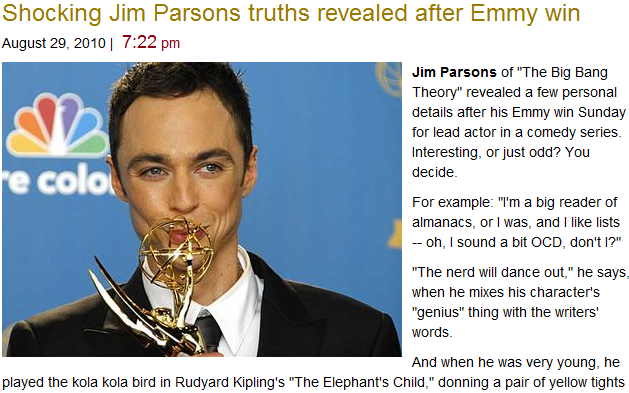 Shocking Jim Parsons truths revealed after Emmy win
August 29, 2010 | 7:22 pm
re colo
Jim Parsons of "The Big Bang
Theory" revealed a few personal
details after his Emmy win Sunday
for lead actor in a comedy series.
Interesting, or just odd? You
decide.
For example: "I'm a big reader of
almanacs, or I was, and I like lists
-- oh, I sound a bit OCD, don't I?"
"The nerd will dance out," he says,
when he mixes his character's
"genius" thing with the writers'
words.
And when he was very young, he
played the kola kola bird in Rudyard Kipling's "The Elephant's Child," donning a pair of yellow tights